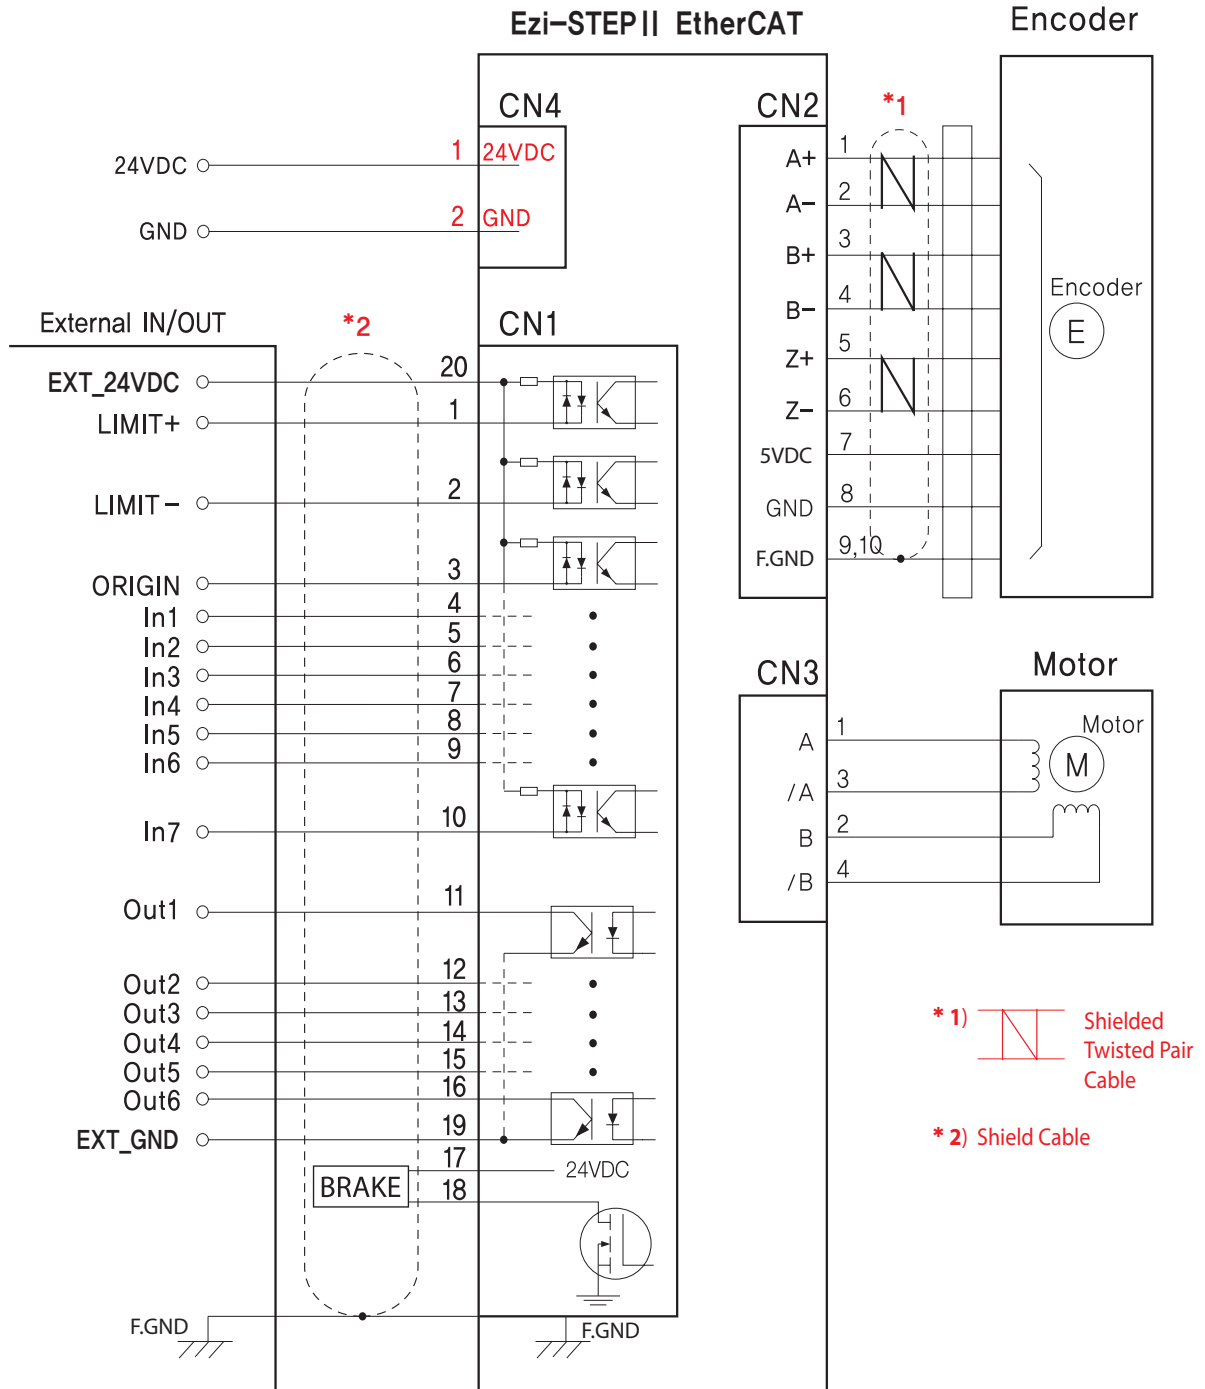 Ezi-STEPII EtherCAT
Encoder
CN4
1 24VDC
24VDC
2 GND
GND
CN2
*1
A+ 1
A- 2
B+ 3
B- 4
Z+ 5
Z- 6
5VDC 7
GND 8
F.GND 9,10
Encoder
E
External IN/OUT
*2
CN1
EXT_24VDC 20
LIMIT+ 1
LIMIT- 2
ORIGIN 3
In1 4
In2 5
In3 6
In4 7
In5 8
In6 9
In7 10
Out1 11
Out2 12
Out3 13
Out4 14
Out5 15
Out6 16
EXT_GND 19
BRAKE
17 24VDC
18
F.GND
F.GND
CN3
Motor
A 1
/A 3
B 2
/B 4
Motor
M
*1) Shielded
Twisted Pair
Cable
*2) Shield Cable